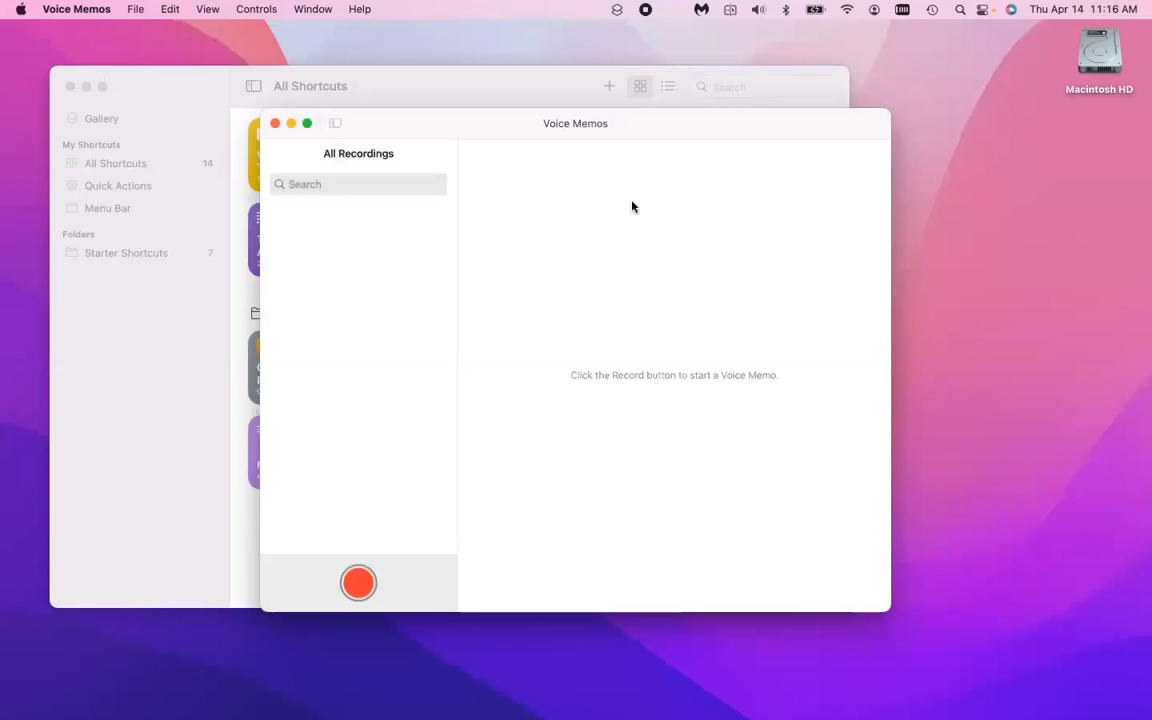 Voice Memos File Edit View Controls Window Help Thu Apr 14 11:16 AM
Macintosh HD
All Shortcuts
Search
Gallery
My Shortcuts
All Shortcuts 14
Quick Actions
Menu Bar
Folders
Starter Shortcuts 7
Voice Memos
All Recordings
Search
Click the Record button to start a Voice Memo.